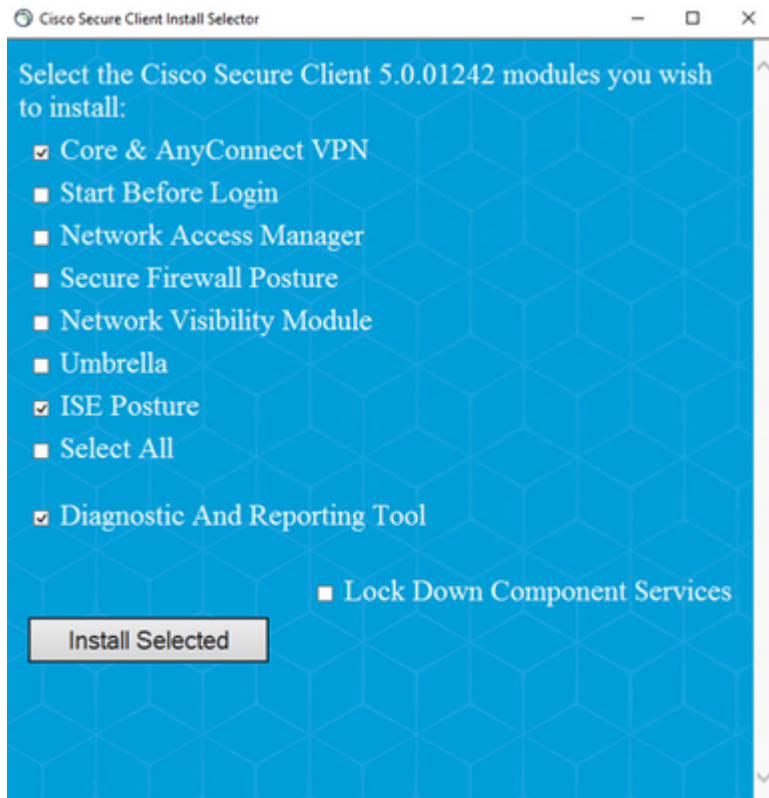 Cisco Secure Client Install Selector
Select the Cisco Secure Client 5.0.01242 modules you wish
to install:
Core & AnyConnect VPN
Start Before Login
Network Access Manager
Secure Firewall Posture
Network Visibility Module
Umbrella
ISE Posture
Select All
Diagnostic And Reporting Tool
Lock Down Component Services
Install Selected